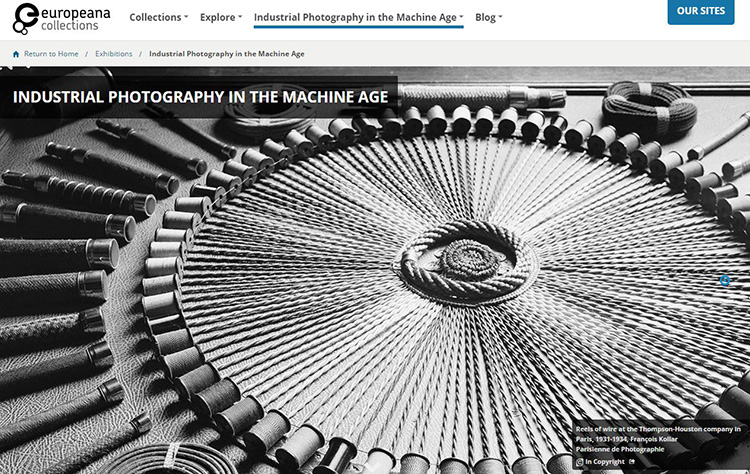 europeana
collections
Collections Explore Industrial Photography in the Machine Age Blog
OUR SITES
Return to Home / Exhibitions / Industrial Photography in the Machine Age
INDUSTRIAL PHOTOGRAPHY IN THE MACHINE AGE
Reels of wire at the Thompson-Houston company in
Paris, 1931-1934, François Kollar
Parisienne de Photographie
In Copyright